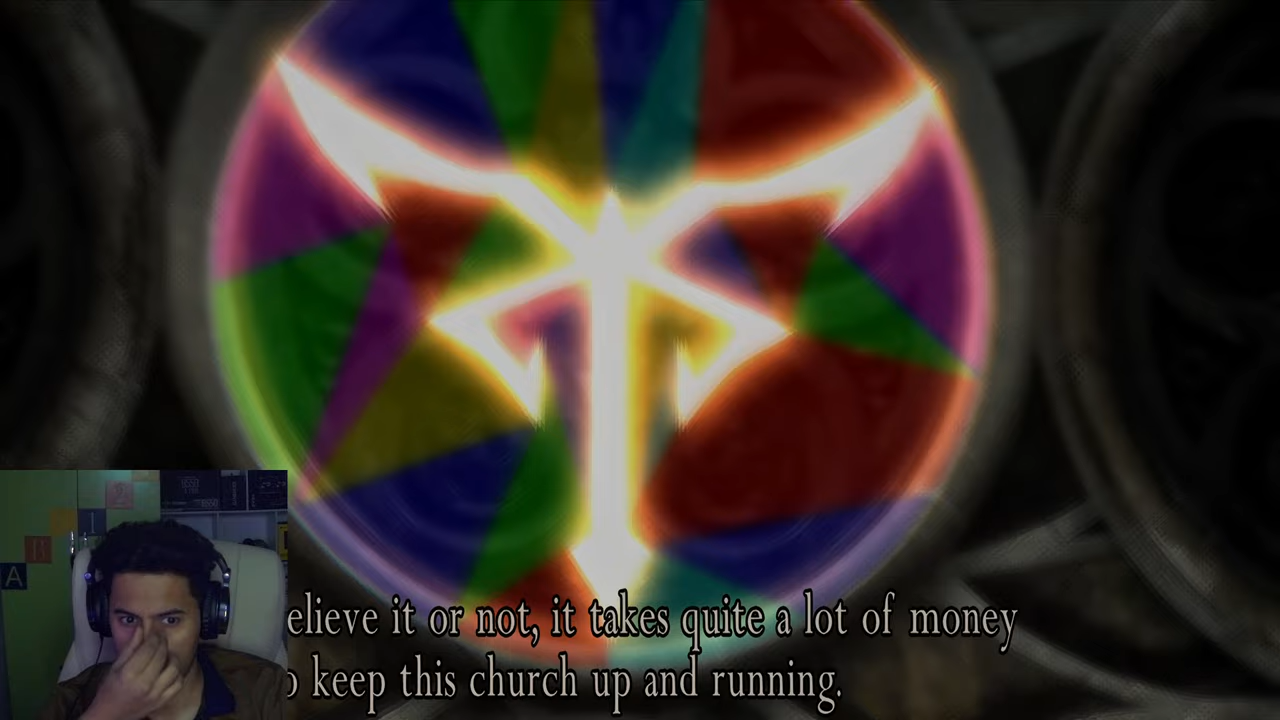 elieve it or not, it takes quite a lot of money
o keep this church up and running.
A
R
I